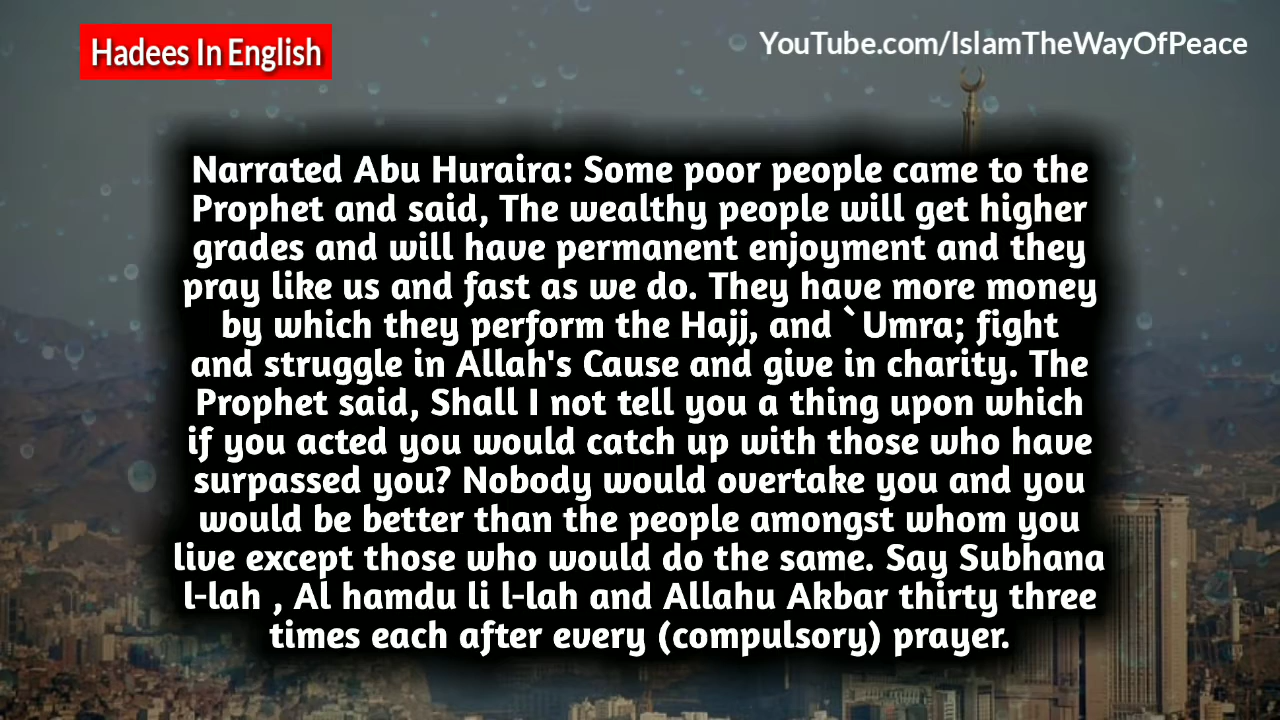 Hadees In English
YouTube.com/IslamTheWayOfPeace
Narrated Abu Huraira: Some poor people came to the
Prophet and said, The wealthy people will get higher
grades and will have permanent enjoyment and they
pray like us and fast as we do. They have more money
by which they perform the Hajj, and `Umra; fight
and struggle in Allah's Cause and give in charity. The
Prophet said, Shall I not tell you a thing upon which
if you acted you would catch up with those who have
surpassed you? Nobody would overtake you and you
would be better than the people amongst whom you
live except those who would do the same. Say Subhana
l-lah , Al hamdu li l-lah and Allahu Akbar thirty three
times each after every (compulsory) prayer.